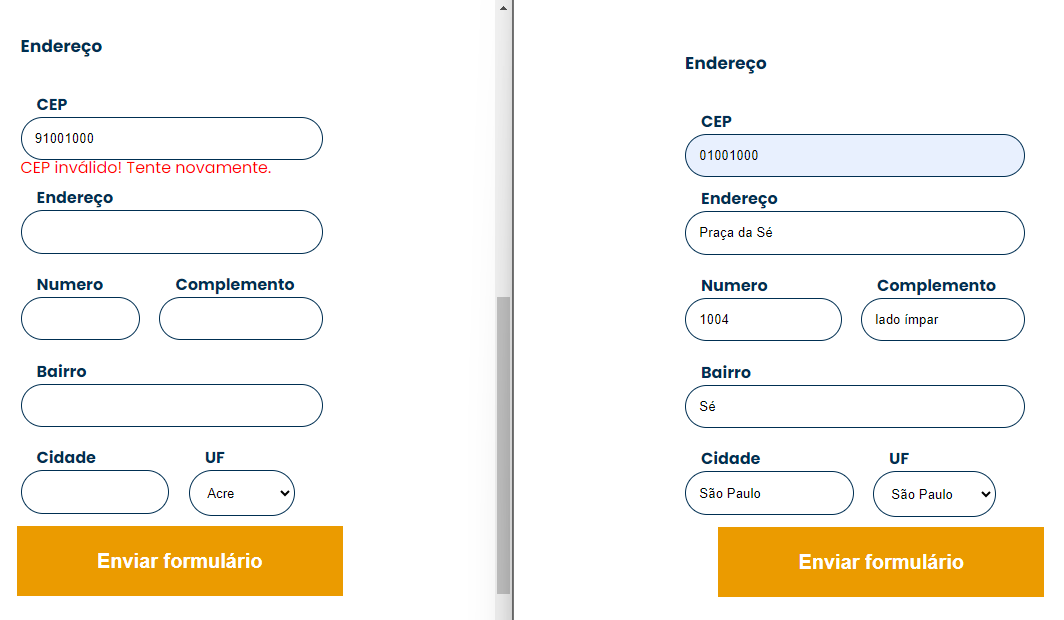 Endereço
CEP
91001000
CEP inválido! Tente novamente.
Endereço
Numero
Complemento
Bairro
Cidade
UF
Acre
Enviar formulário
Endereço
CEP
01001000
Endereço
Praça da Sé
Numero
Complemento
1004
lado ímpar
Bairro
Sé
Cidade
UF
São Paulo
São Paulo
Enviar formulário